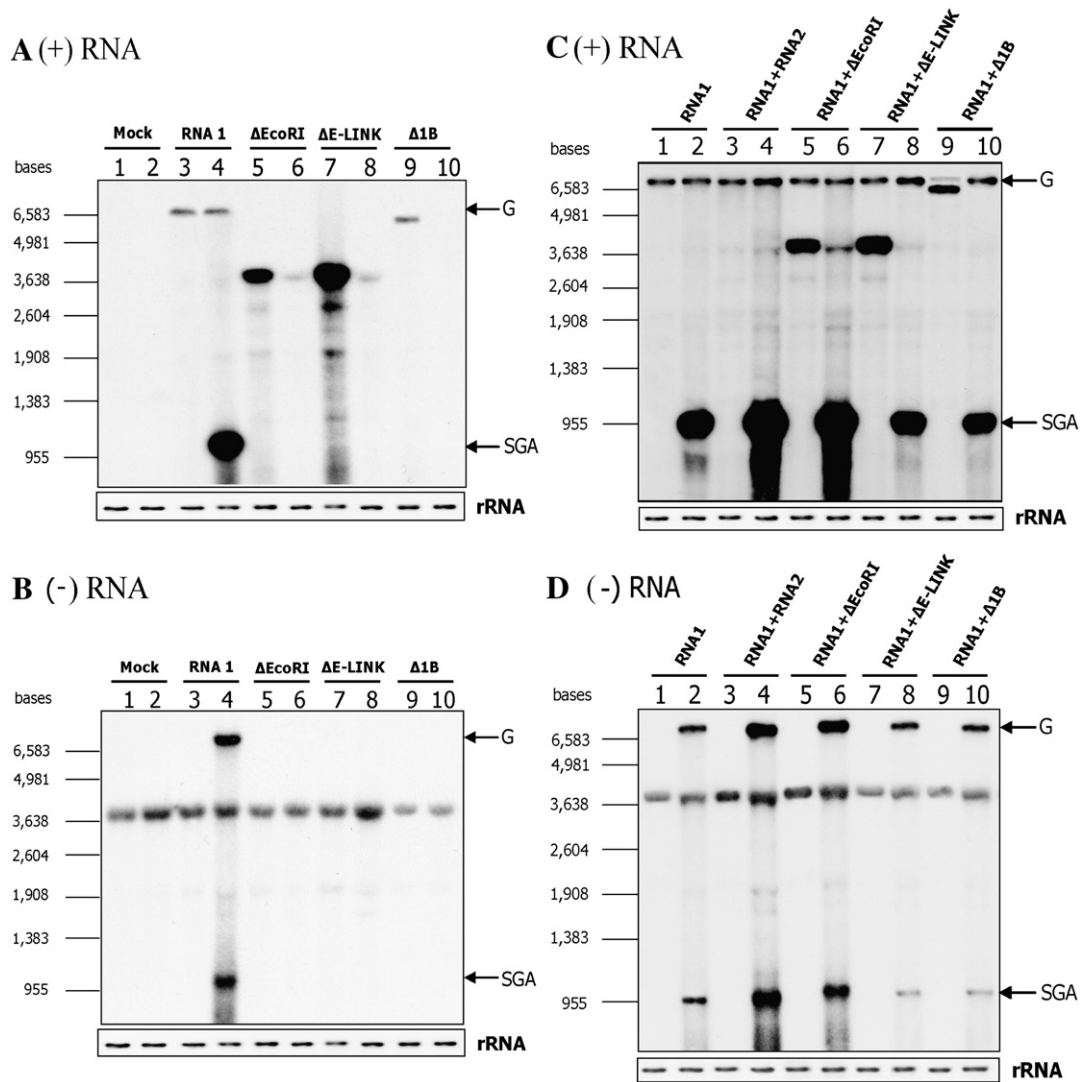 A (+) RNA
Mock RNA 1 ΔEcoRI ΔE-LINK Δ1B
bases 1 2 3 4 5 6 7 8 9 10
6,583
4,981
3,638
2,604
1,908
1,383
955
G
SGA
rRNA
C (+) RNA
RNA1 RNA1+RNA2 RNA1+ΔEcoRI RNA1+ΔE-LINK RNA1+Δ1B
bases 1 2 3 4 5 6 7 8 9 10
6,583
4,981
3,638
2,604
1,908
1,383
955
G
SGA
rRNA
B (-) RNA
Mock RNA 1 ΔEcoRI ΔE-LINK Δ1B
bases 1 2 3 4 5 6 7 8 9 10
6,583
4,981
3,638
2,604
1,908
1,383
955
G
SGA
rRNA
D (-) RNA
RNA1 RNA1+RNA2 RNA1+ΔEcoRI RNA1+ΔE-LINK RNA1+Δ1B
bases 1 2 3 4 5 6 7 8 9 10
6,583
4,981
3,638
2,604
1,908
1,383
955
G
SGA
rRNA